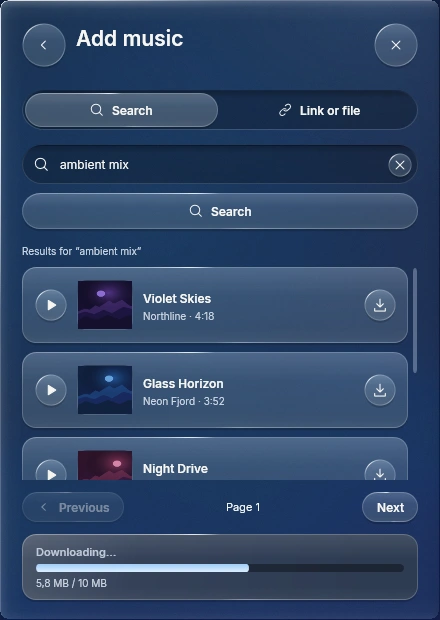 Add music
Search
Link or file
ambient mix
Search
Results for “ambient mix”
Violet Skies
Northline · 4:18
Glass Horizon
Neon Fjord · 3:52
Night Drive
Previous
Page 1
Next
Downloading...
5,8 MB / 10 MB